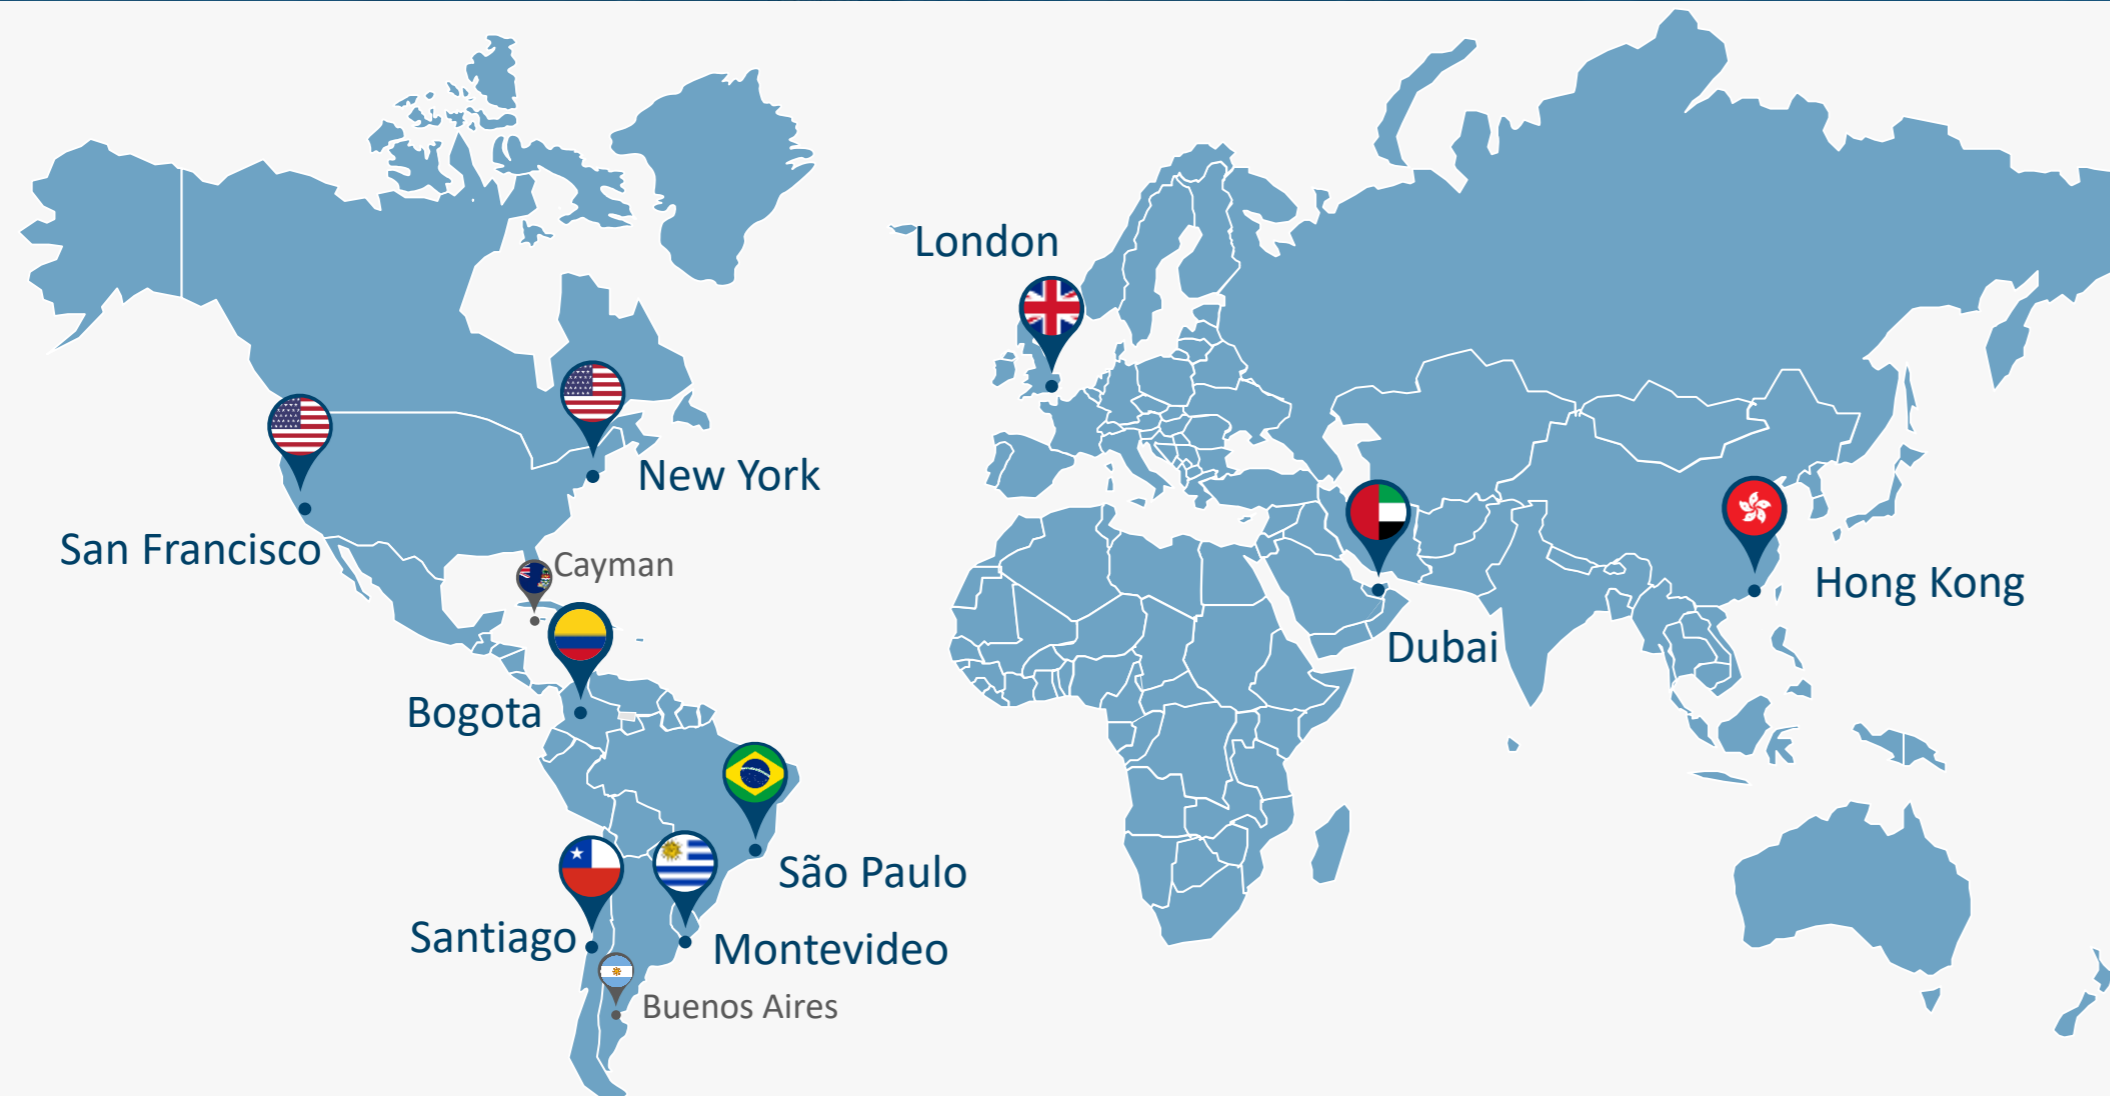 London
New York
San Francisco
Cayman
Hong Kong
Dubai
Bogota
São Paulo
Santiago
Montevideo
Buenos Aires